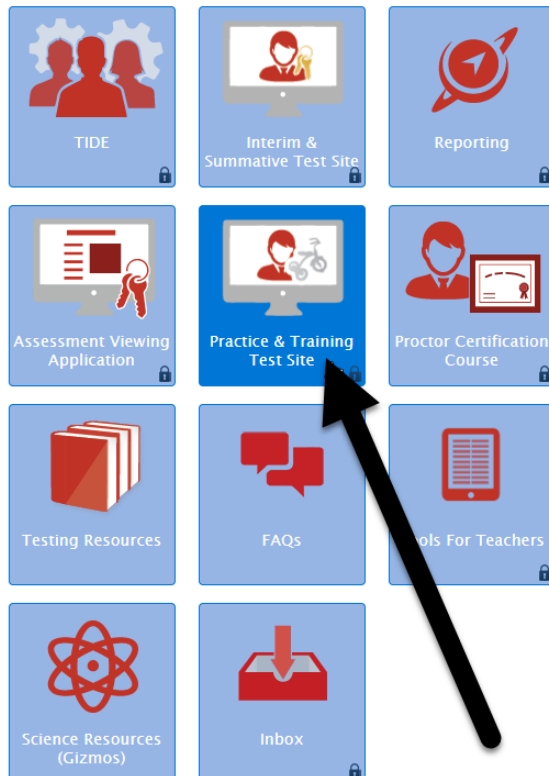 TIDE
Interim &
Summative Test Site
Reporting
Assessment Viewing
Application
Practice & Training
Test Site
Proctor Certification
Course
Testing Resources
FAQs
For Teachers
Science Resources
(Gizmos)
Inbox